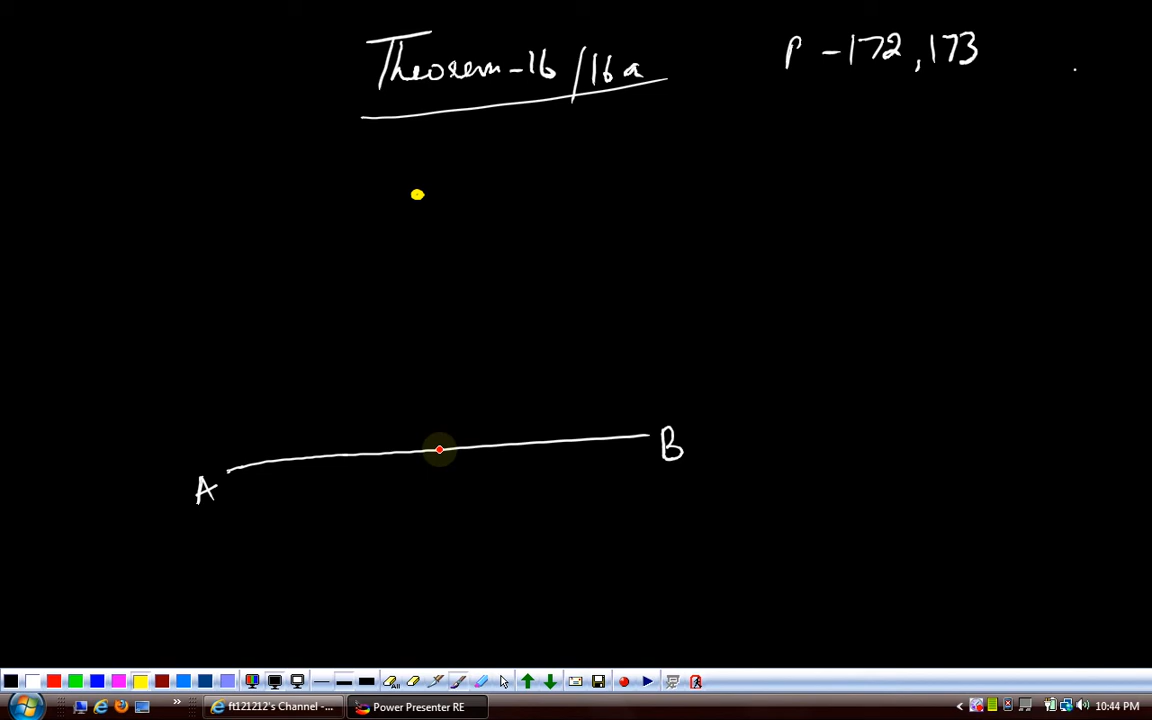 Theorem-16/16a
P - 172, 173
B
A
ft121212's Channel -...
Power Presenter RE
10:44 PM